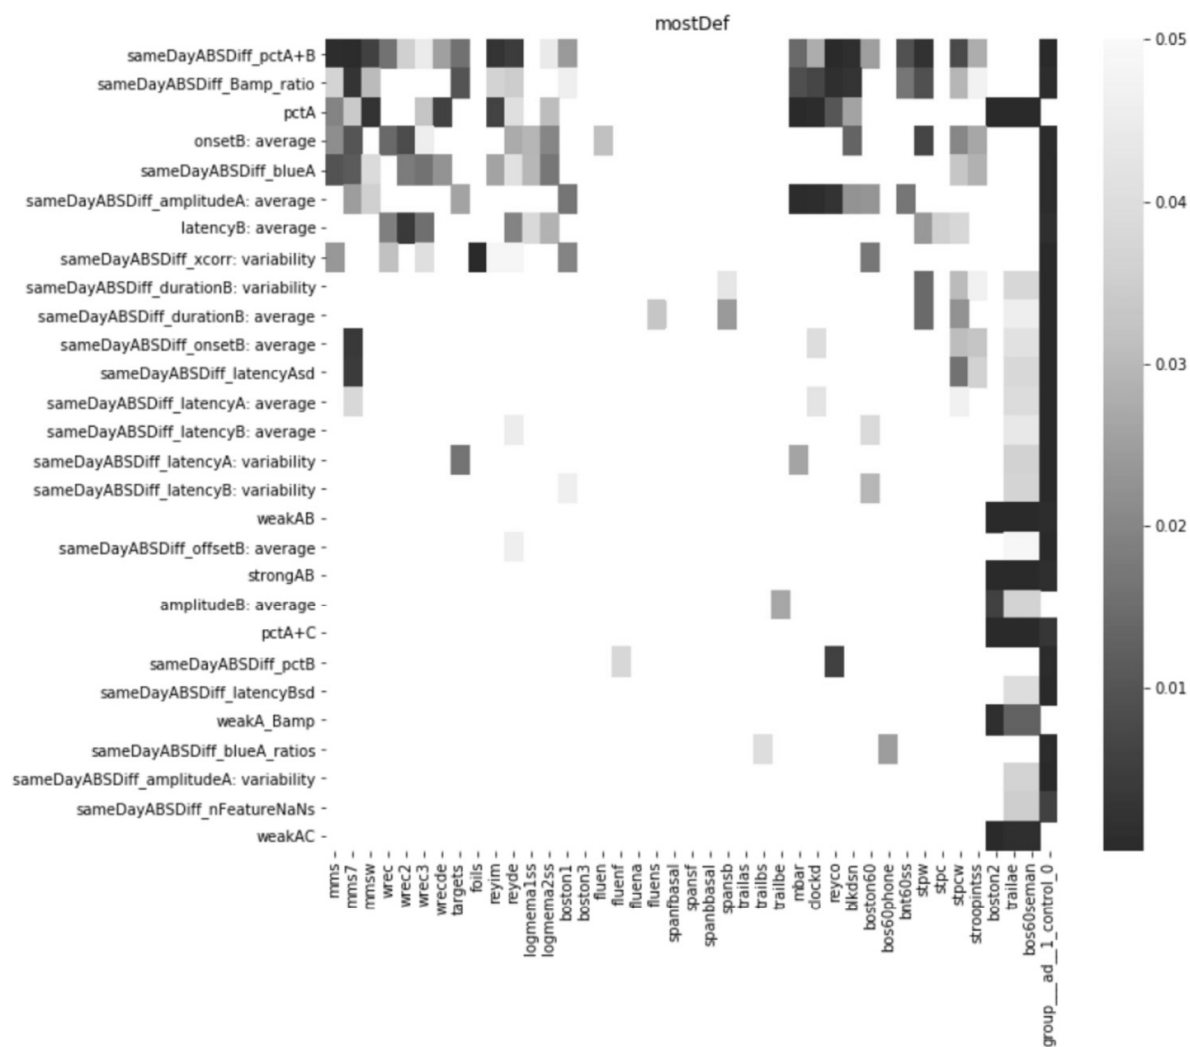 mostDef
sameDayABSDiff_pctA+B
sameDayABSDiff_Bamp_ratio
pctA
onsetB: average
sameDayABSDiff_blueA
sameDayABSDiff_amplitudeA: average
latencyB: average
sameDayABSDiff_xcorr: variability
sameDayABSDiff_durationB: variability
sameDayABSDiff_durationB: average
sameDayABSDiff_onsetB: average
sameDayABSDiff_latencyAsd
sameDayABSDiff_latencyA: average
sameDayABSDiff_latencyB: average
sameDayABSDiff_latencyA: variability
sameDayABSDiff_latencyB: variability
weakAB
sameDayABSDiff_offsetB: average
strongAB
amplitudeB: average
pctA+C
sameDayABSDiff_pctB
sameDayABSDiff_latencyBsd
weakA_Bamp
sameDayABSDiff_blueA_ratios
sameDayABSDiff_amplitudeA: variability
sameDayABSDiff_nFeatureNaNs
weakAC
mms
mms7
mmsw
wrec
wrec2
wrec3
wrecde
targets
foils
reyim
reyde
logmema1ss
logmema2ss
boston1
boston3
fluen
fluenf
fluena
fluens
spanfbasal
spansf
spanbbasal
spansb
trailas
trailbs
trailbe
mbar
clockd
reyco
blkdsn
boston60
bos60phone
bnt60ss
stpw
stpc
stpcw
stroopintss
boston2
trailae
bos60seman
group___ad__1_control_0
0.05
0.04
0.03
0.02
0.01